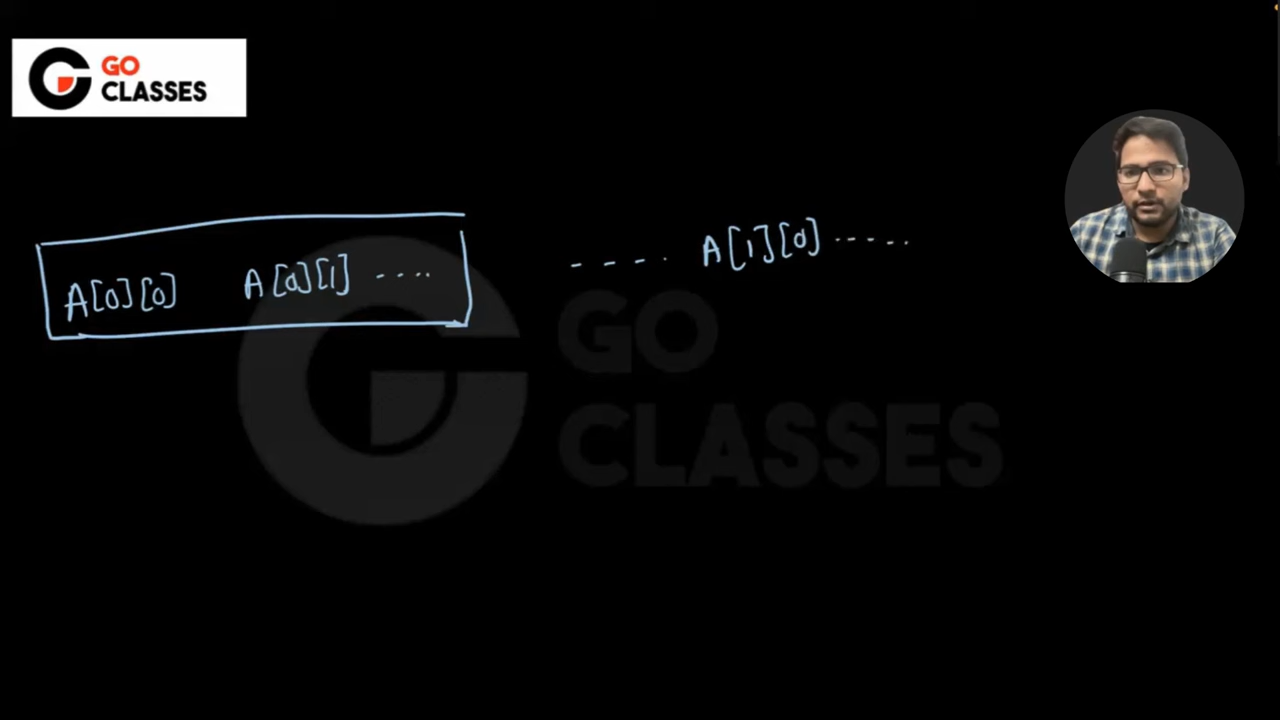 GO
CLASSES
A[0][0] A[0][1] .... - - - . A[1][0] .....
GO
CLASSES